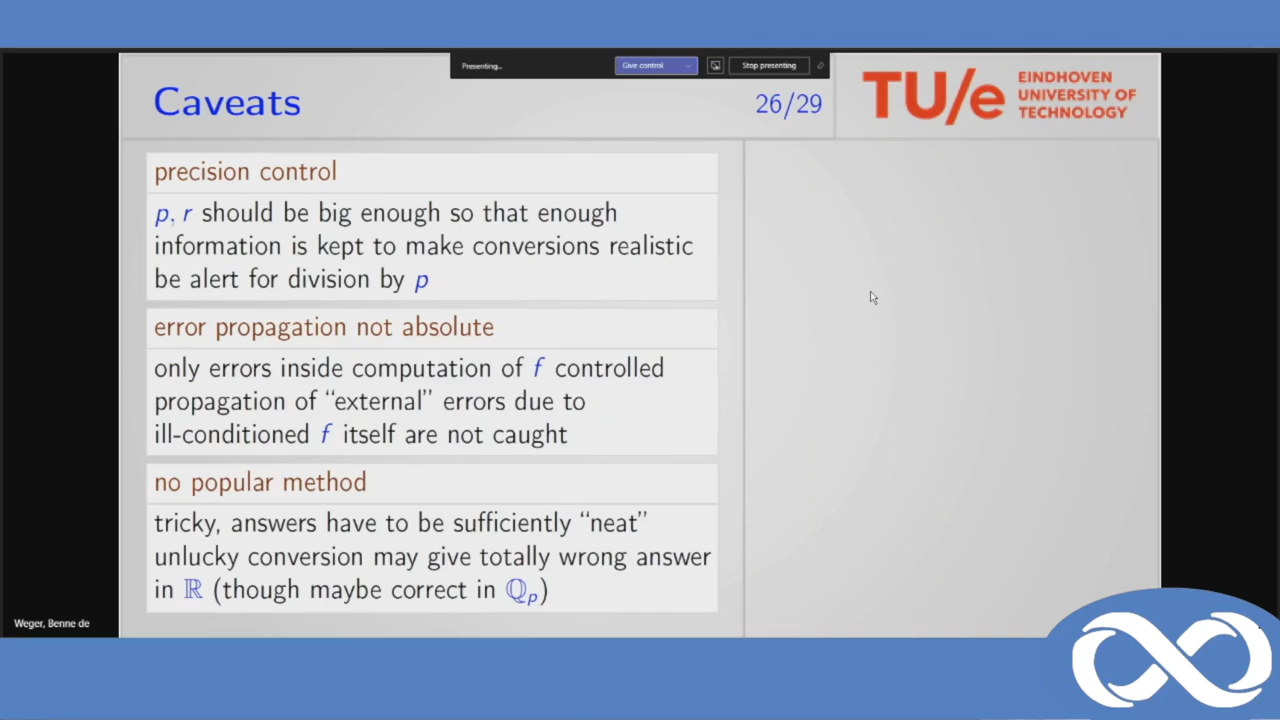 Presenting...
Give control
Stop presenting
Caveats
26/29
TU/e
EINDHOVEN
UNIVERSITY OF
TECHNOLOGY
precision control
p, r should be big enough so that enough
information is kept to make conversions realistic
be alert for division by p
error propagation not absolute
only errors inside computation of f controlled
propagation of “external” errors due to
ill-conditioned f itself are not caught
no popular method
tricky, answers have to be sufficiently “neat”
unlucky conversion may give totally wrong answer
in ℝ (though maybe correct in ℚₚ)
Weger, Benne de